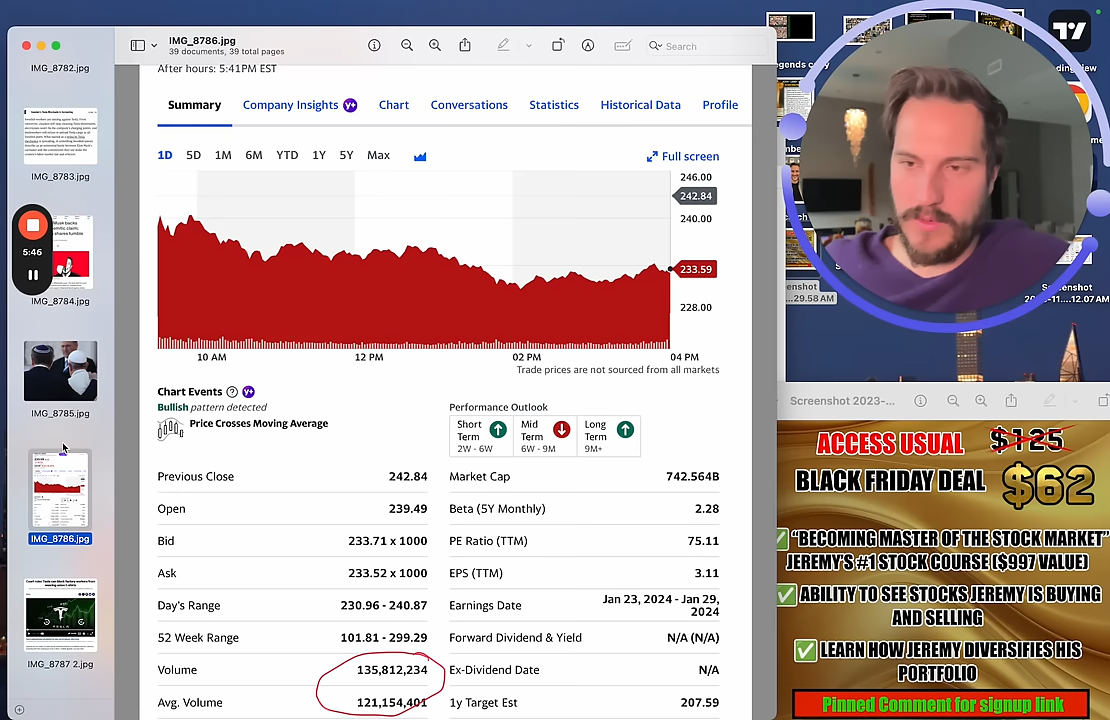 IMG_8786.jpg
39 documents, 39 total pages
Search
IMG_8782.jpg
IMG_8783.jpg
5:46
IMG_8784.jpg
IMG_8785.jpg
IMG_8786.jpg
IMG_8787 2.jpg
After hours: 5:41PM EST
Summary Company Insights Y+ Chart Conversations Statistics Historical Data Profile
1D 5D 1M 6M YTD 1Y 5Y Max Full screen
246.00
242.84
240.00
233.59
228.00
10 AM 12 PM 02 PM 04 PM
Trade prices are not sourced from all markets
Chart Events ? Y+
Bullish pattern detected
Price Crosses Moving Average
Performance Outlook
Short Term 2W - 6W
Mid Term 6W - 9M
Long Term 9M+
Previous Close 242.84
Open 239.49
Bid 233.71 x 1000
Ask 233.52 x 1000
Day's Range 230.96 - 240.87
52 Week Range 101.81 - 299.29
Volume 135,812,234
Avg. Volume 121,154,401
Market Cap 742.564B
Beta (5Y Monthly) 2.28
PE Ratio (TTM) 75.11
EPS (TTM) 3.11
Earnings Date Jan 23, 2024 - Jan 29,
2024
Forward Dividend & Yield N/A (N/A)
Ex-Dividend Date N/A
1y Target Est 207.59
Screenshot 2023-...
ACCESS USUAL $125
BLACK FRIDAY DEAL $62
"BECOMING MASTER OF THE STOCK MARKET"
JEREMY'S #1 STOCK COURSE ($997 VALUE)
ABILITY TO SEE STOCKS JEREMY IS BUYING
AND SELLING
LEARN HOW JEREMY DIVERSIFIES HIS
PORTFOLIO
Pinned Comment for signup link